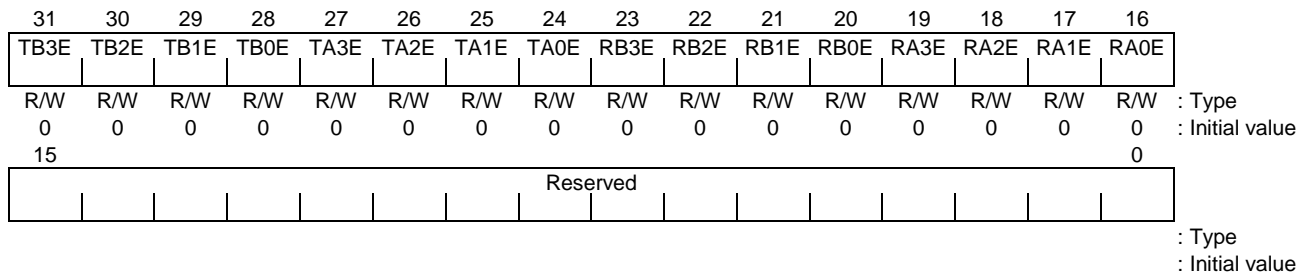 31 30 29 28 27 26 25 24 23 22 21 20 19 18 17 16
TB3E TB2E TB1E TB0E TA3E TA2E TA1E TA0E RB3E RB2E RB1E RB0E RA3E RA2E RA1E RA0E
R/W R/W R/W R/W R/W R/W R/W R/W R/W R/W R/W R/W R/W R/W R/W R/W : Type
0 0 0 0 0 0 0 0 0 0 0 0 0 0 0 0 : Initial value
15 0
Reserved
: Type
: Initial value